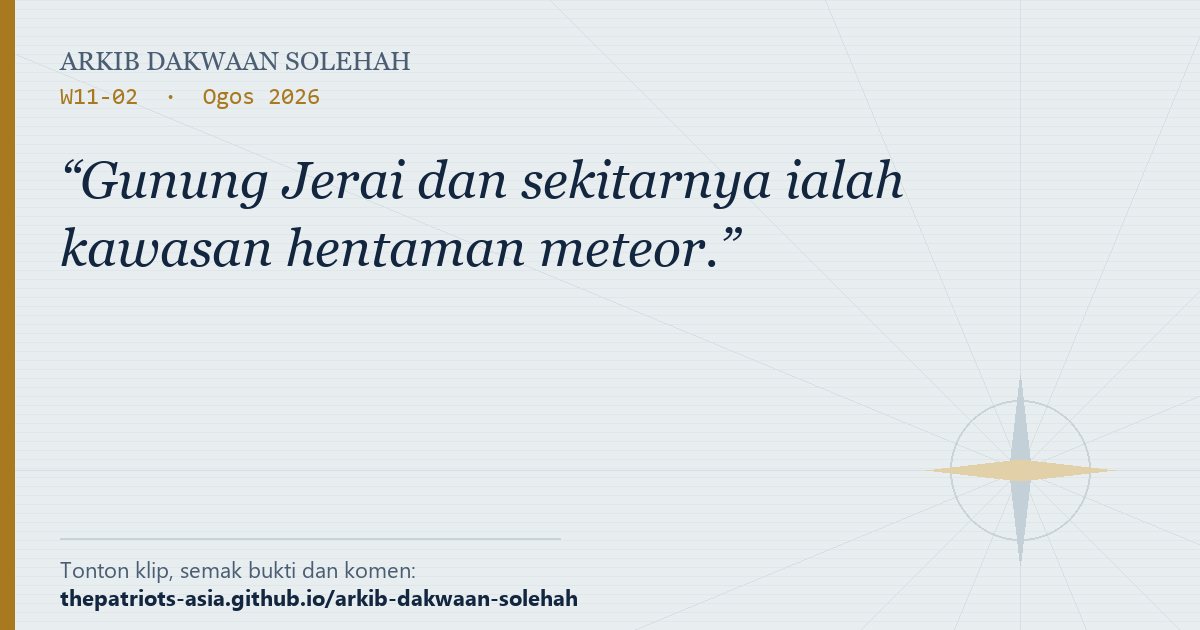 ARKIB DAKWAAN SOLEHAH
W11-02 · Ogos 2026
“Gunung Jerai dan sekitarnya ialah
kawasan hentaman meteor.”
Tonton klip, semak bukti dan komen:
thepatriots-asia.github.io/arkib-dakwaan-solehah